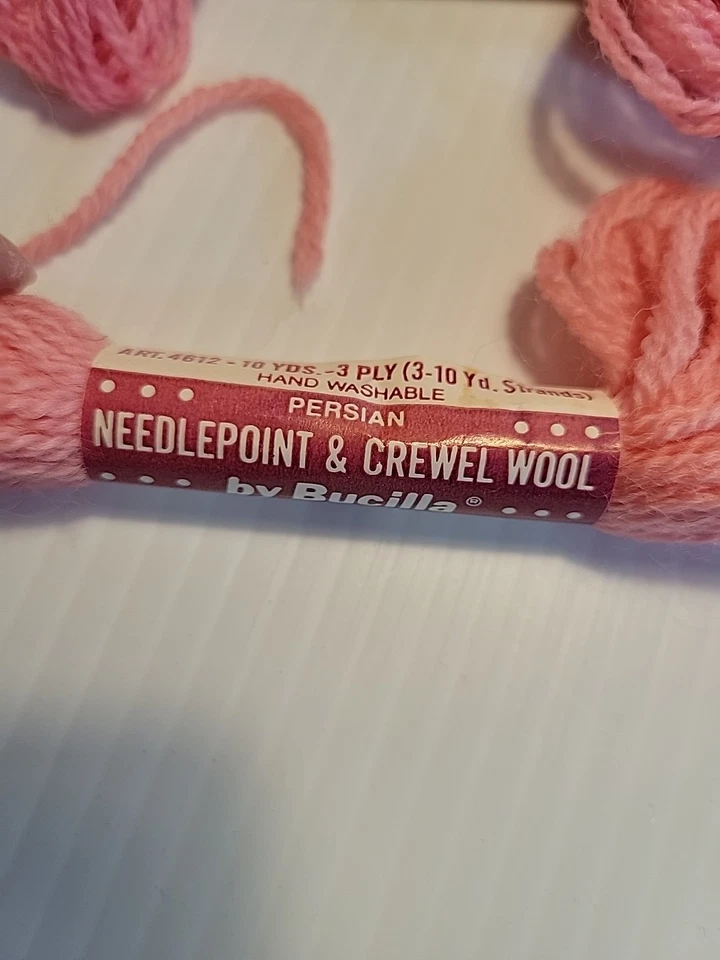 ART. 4612 - 10 YDS. - 3 PLY (3-10 Yd. Strands)
HAND WASHABLE
PERSIAN
NEEDLEPOINT & CREWEL WOOL
by Bucilla®